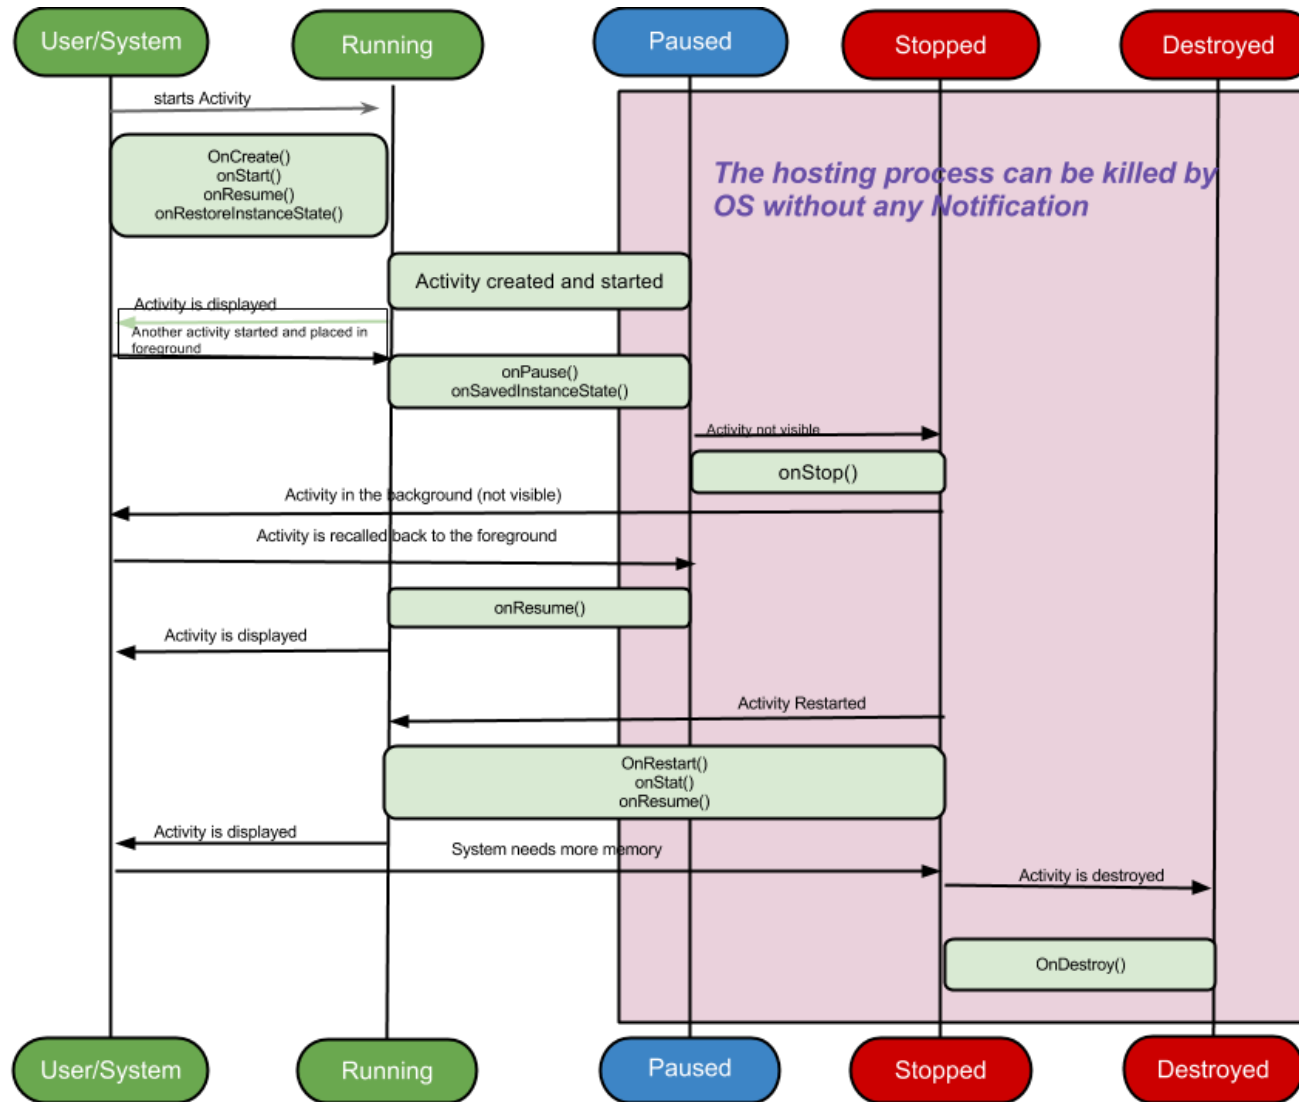 User/System
Running
Paused
Stopped
Destroyed
starts Activity
OnCreate()
onStart()
onResume()
onRestoreInstanceState()
The hosting process can be killed by
OS without any Notification
Activity created and started
Activity is displayed
Another activity started and placed in
foreground
onPause()
onSavedInstanceState()
Activity not visible
onStop()
Activity in the background (not visible)
Activity is recalled back to the foreground
onResume()
Activity is displayed
Activity Restarted
OnRestart()
onStat()
onResume()
Activity is displayed
System needs more memory
Activity is destroyed
OnDestroy()
User/System
Running
Paused
Stopped
Destroyed